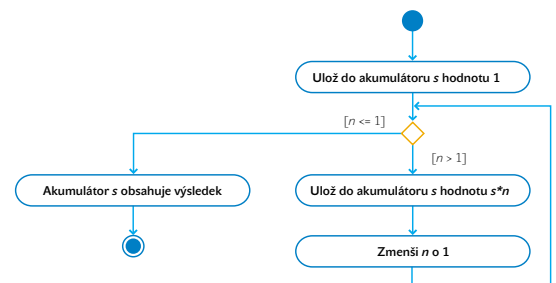 Ulož do akumulátoru s hodnotu 1
[n <= 1]
[n > 1]
Akumulátor s obsahuje výsledek
Ulož do akumulátoru s hodnotu s*n
Zmenši n o 1